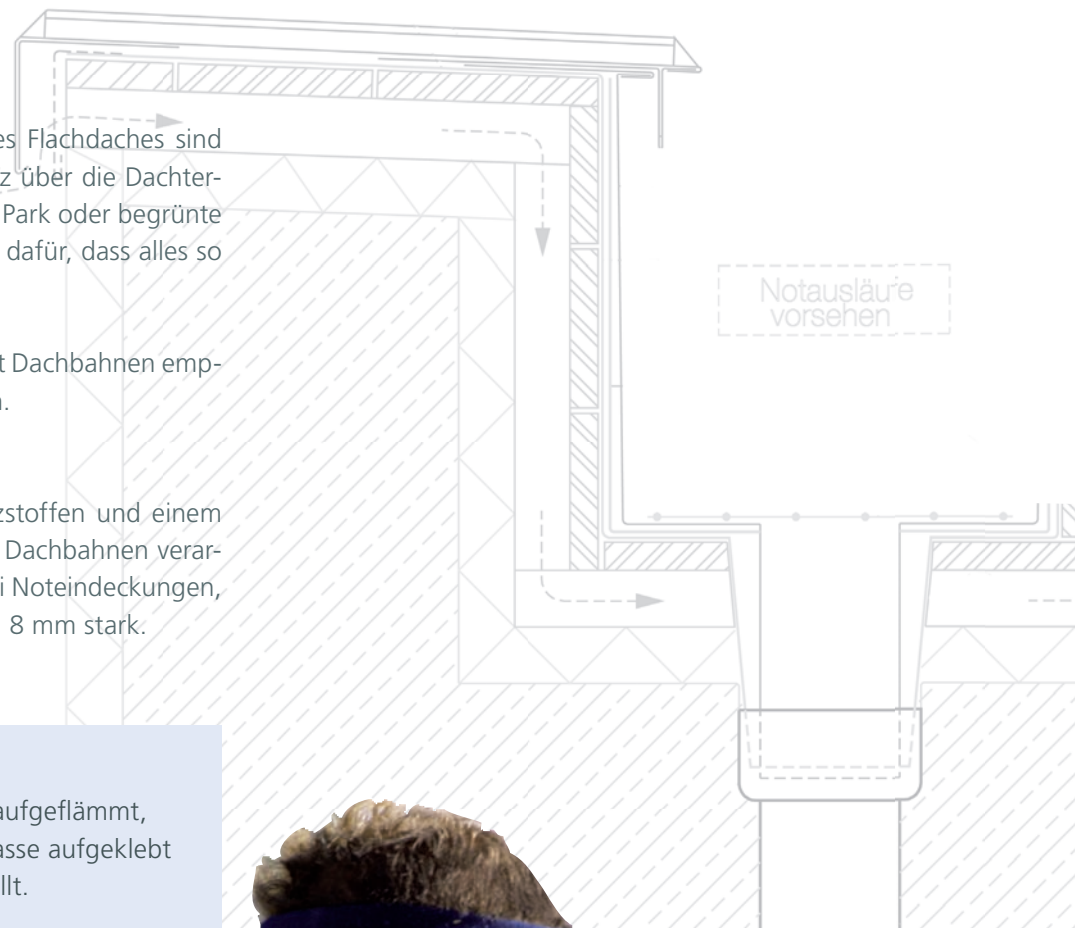 es Flachdaches sind
z über die Dachter-
Park oder begrünte
dafür, dass alles so
t Dachbahnen emp-
.
zstoffen und einem
Dachbahnen verar-
i Noteindeckungen,
8 mm stark.
aufgeflämmt,
asse aufgeklebt
llt.
Notausläufe
vorsehen